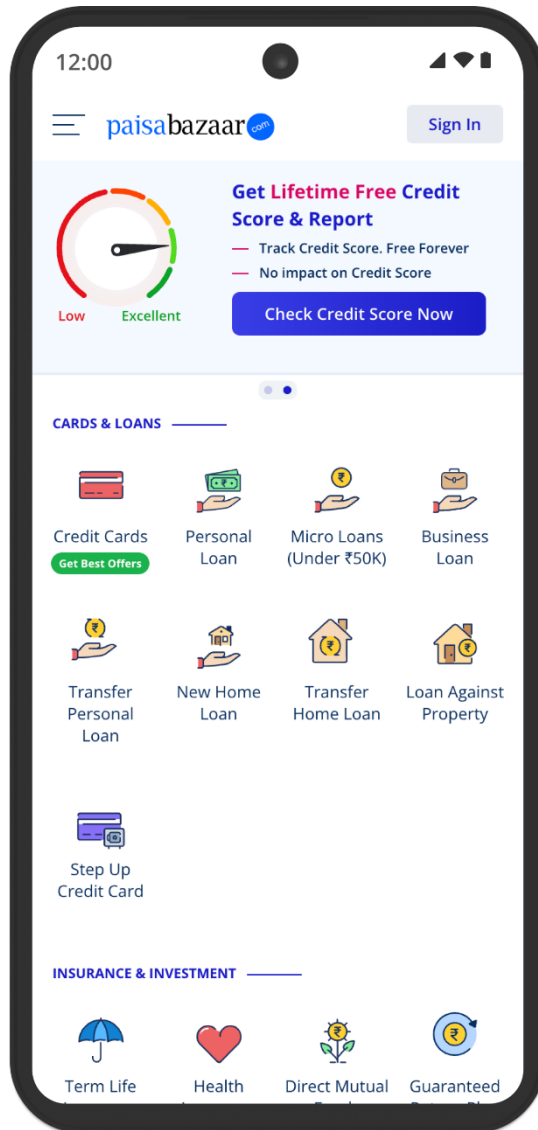 12:00
paisabazaar com
Sign In
Get Lifetime Free Credit
Score & Report
— Track Credit Score. Free Forever
— No impact on Credit Score
Low Excellent
Check Credit Score Now
CARDS & LOANS
Credit Cards
Get Best Offers
Personal
Loan
Micro Loans
(Under ₹50K)
Business
Loan
Transfer
Personal
Loan
New Home
Loan
Transfer
Home Loan
Loan Against
Property
Step Up
Credit Card
INSURANCE & INVESTMENT
Term Life
Health
Direct Mutual
Guaranteed